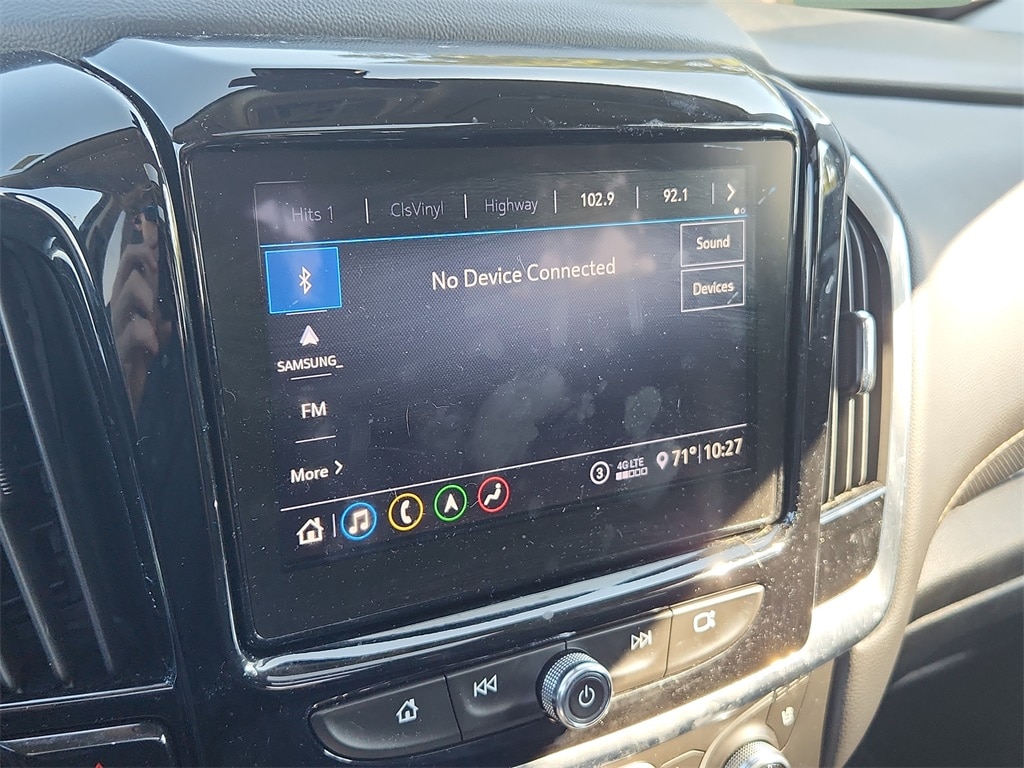 Hits 1 | ClsVinyl | Highway | 102.9 | 92.1
Sound
No Device Connected
Devices
SAMSUNG_
FM
More
3 4G LTE 71° 10:27